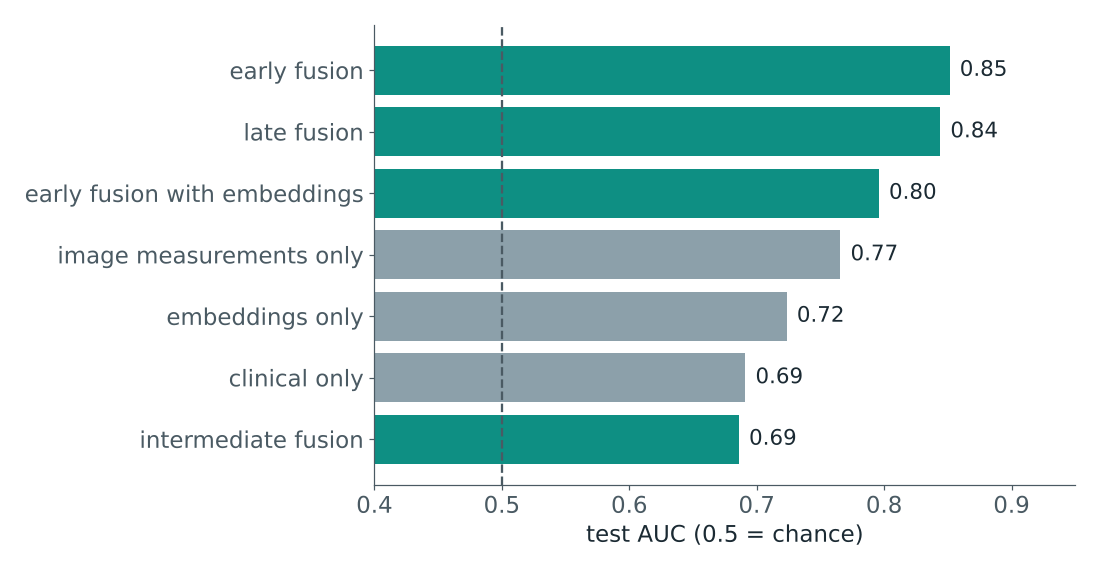 early fusion 0.85
late fusion 0.84
early fusion with embeddings 0.80
image measurements only 0.77
embeddings only 0.72
clinical only 0.69
intermediate fusion 0.69
0.4 0.5 0.6 0.7 0.8 0.9
test AUC (0.5 = chance)